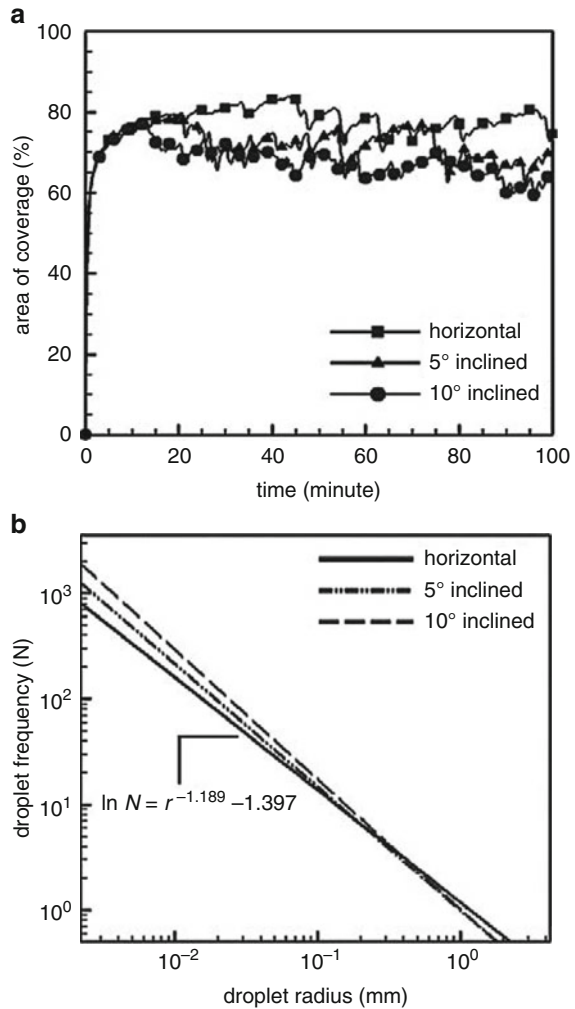 a
100
80
60
40
20
0
area of coverage (%)
horizontal
5° inclined
10° inclined
0 20 40 60 80 100
time (minute)
b
horizontal
5° inclined
10° inclined
10³
10²
10¹
10⁰
droplet frequency (N)
ln N = r⁻¹·¹⁸⁹ –1.397
10⁻² 10⁻¹ 10⁰
droplet radius (mm)